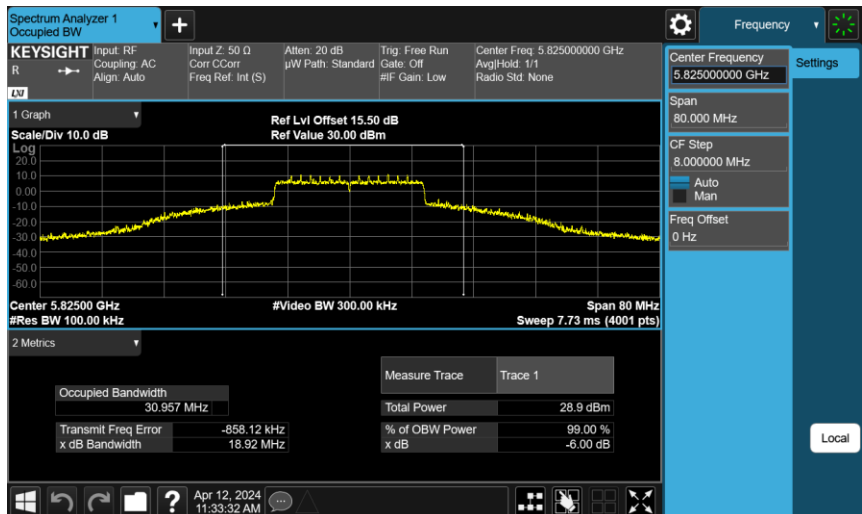 Spectrum Analyzer 1
Occupied BW
Frequency
KEYSIGHT
R
LXI
Input: RF
Coupling: AC
Align: Auto
Input Z: 50 Ω
Corr CCorr
Freq Ref: Int (S)
Atten: 20 dB
µW Path: Standard
Trig: Free Run
Gate: Off
#IF Gain: Low
Center Freq: 5.825000000 GHz
Avg|Hold: 1/1
Radio Std: None
Center Frequency
5.825000000 GHz
Settings
Span
80.000 MHz
CF Step
8.000000 MHz
Auto
Man
Freq Offset
0 Hz
Local
1 Graph
Scale/Div 10.0 dB
Ref Lvl Offset 15.50 dB
Ref Value 30.00 dBm
Log
20.0
10.0
0.00
-10.0
-20.0
-30.0
-40.0
-50.0
-60.0
Center 5.82500 GHz
#Video BW 300.00 kHz
Span 80 MHz
#Res BW 100.00 kHz
Sweep 7.73 ms (4001 pts)
2 Metrics
Measure Trace Trace 1
Occupied Bandwidth
30.957 MHz
Total Power 28.9 dBm
Transmit Freq Error -858.12 kHz
% of OBW Power 99.00 %
x dB Bandwidth 18.92 MHz
x dB -6.00 dB
?
Apr 12, 2024
11:33:32 AM